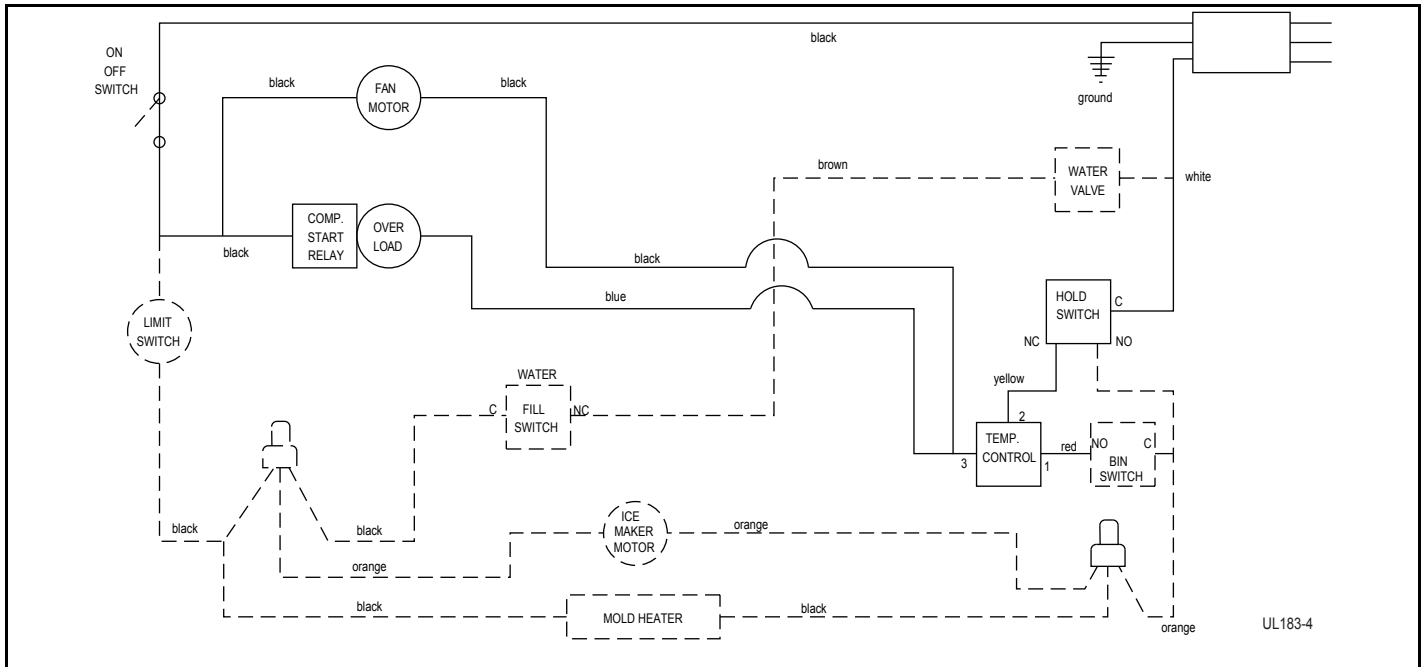 black
ON
OFF
SWITCH
black
FAN
MOTOR
black
ground
brown
WATER
VALVE
white
COMP.
START
RELAY
OVER
LOAD
black
black
blue
HOLD
SWITCH
C
NC
NO
LIMIT
SWITCH
yellow
WATER
C
FILL
SWITCH
NC
2
TEMP.
CONTROL
3
1
red
NO
C
BIN
SWITCH
black
black
ICE
MAKER
MOTOR
orange
orange
black
MOLD HEATER
black
orange
UL183-4